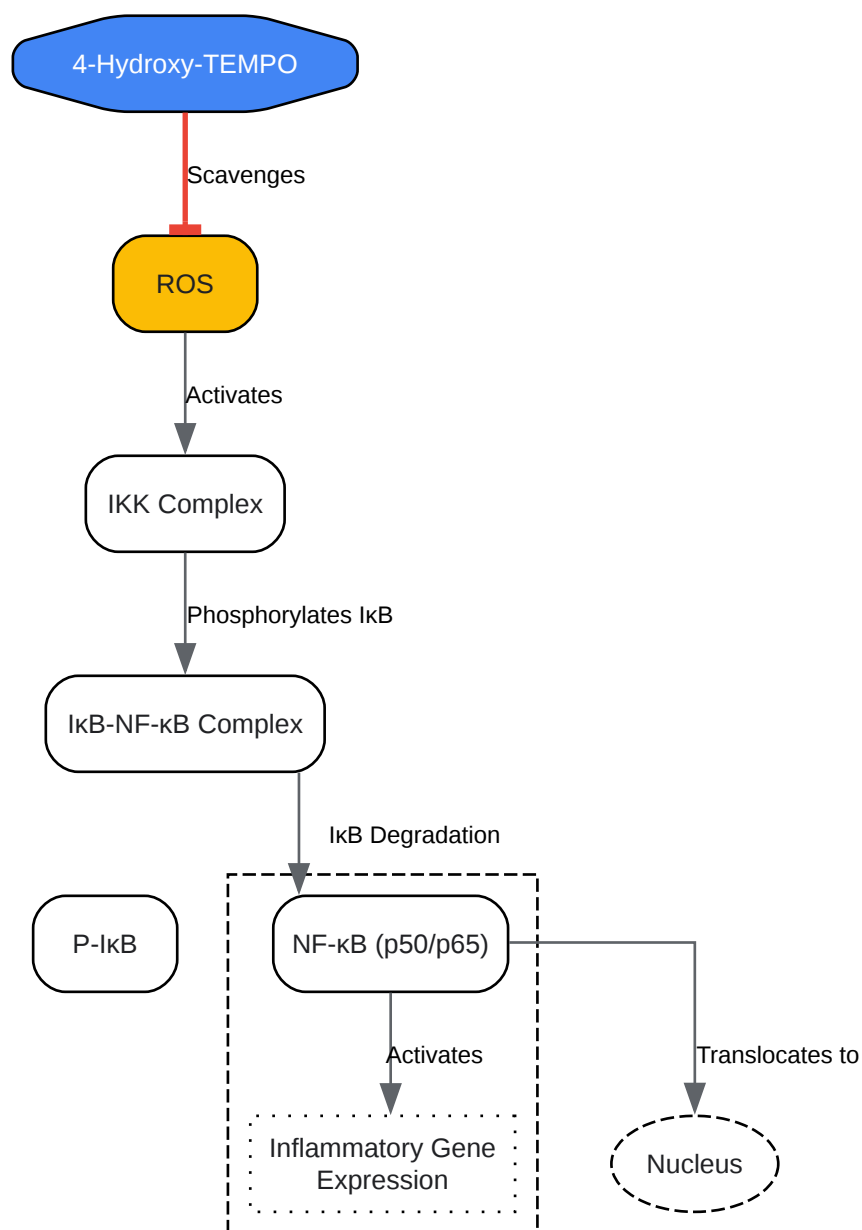 4-Hydroxy-TEMPO
Scavenges
ROS
Activates
IKK Complex
Phosphorylates IκB
IκB-NF-κB Complex
IκB Degradation
P-IκB
NF-κB (p50/p65)
Activates
Translocates to
Inflammatory Gene
Expression
Nucleus